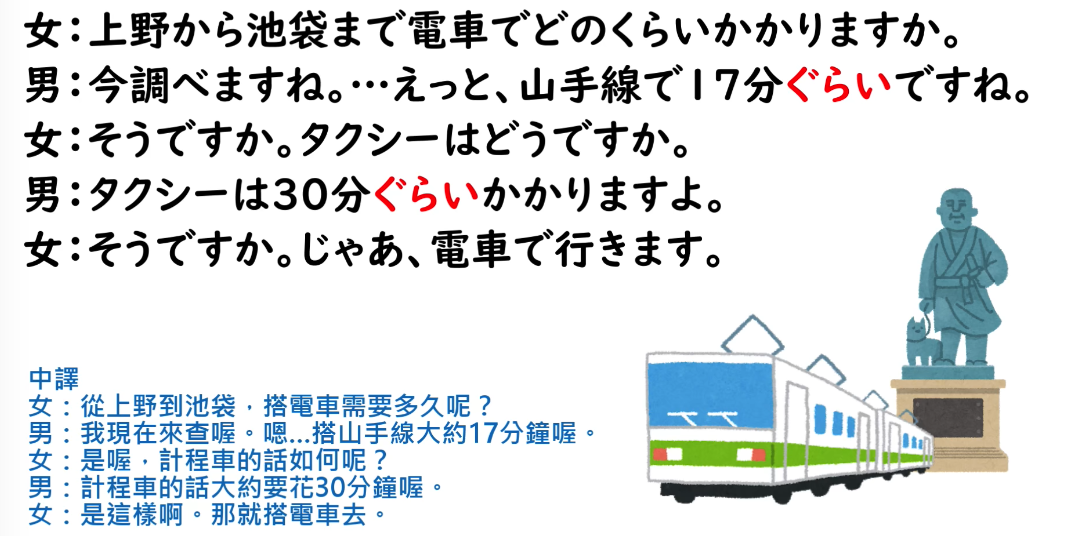 女：上野から池袋まで電車でどのくらいかかりますか。
男：今調べますね。…えっと、山手線で17分ぐらいですね。
女：そうですか。タクシーはどうですか。
男：タクシーは30分ぐらいかかりますよ。
女：そうですか。じゃあ、電車で行きます。
中譯
女：從上野到池袋，搭電車需要多久呢？
男：我現在來查喔。嗯...搭山手線大約17分鐘喔。
女：是喔，計程車的話如何呢？
男：計程車的話大約要花30分鐘喔。
女：是這樣啊。那就搭電車去。